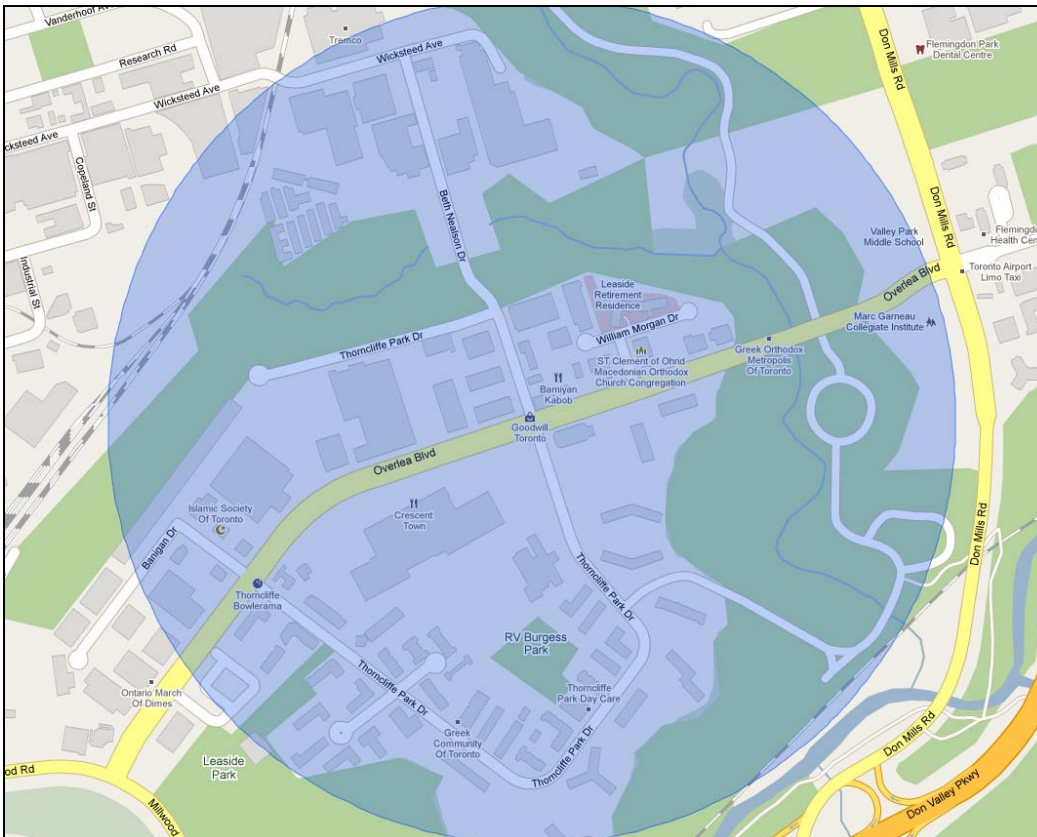 Vanderhoof Av
Tremco
Research Rd
Wicksteed Ave
Wicksteed Ave
cksteed Ave
Don Mills Rd
Flemingdon Park
Dental Centre
Copeland St
Beth Nealson Dr
Don Mills Rd
Valley Park
Middle School
Flemingdo
Health Cen
Industrial St
Overlea Blvd
Toronto Airport
Limo Taxi
Leaside
Retirement
Residence
William Morgan Dr
Marc Garneau
Collegiate Institute
Thorncliffe Park Dr
ST Clement of Ohrid
Macedonian Orthodox
Church Congregation
Greek Orthodox
Metropolis
Of Toronto
Bamiyan
Kabob
Goodwill
Toronto
Overlea Blvd
Islamic Society
Of Toronto
Crescent
Town
Banigan Dr
Don Mills Rd
Thorncliffe
Bowlerama
Thorncliffe Park Dr
RV Burgess
Park
Thorncliffe Park Dr
Thorncliffe
Park Day Care
Ontario March
Of Dimes
Greek
Community
Of Toronto
Thorncliffe Park Dr
Don Mills Rd
Leaside
Park
od Rd
Millwood
Don Valley Pkwy